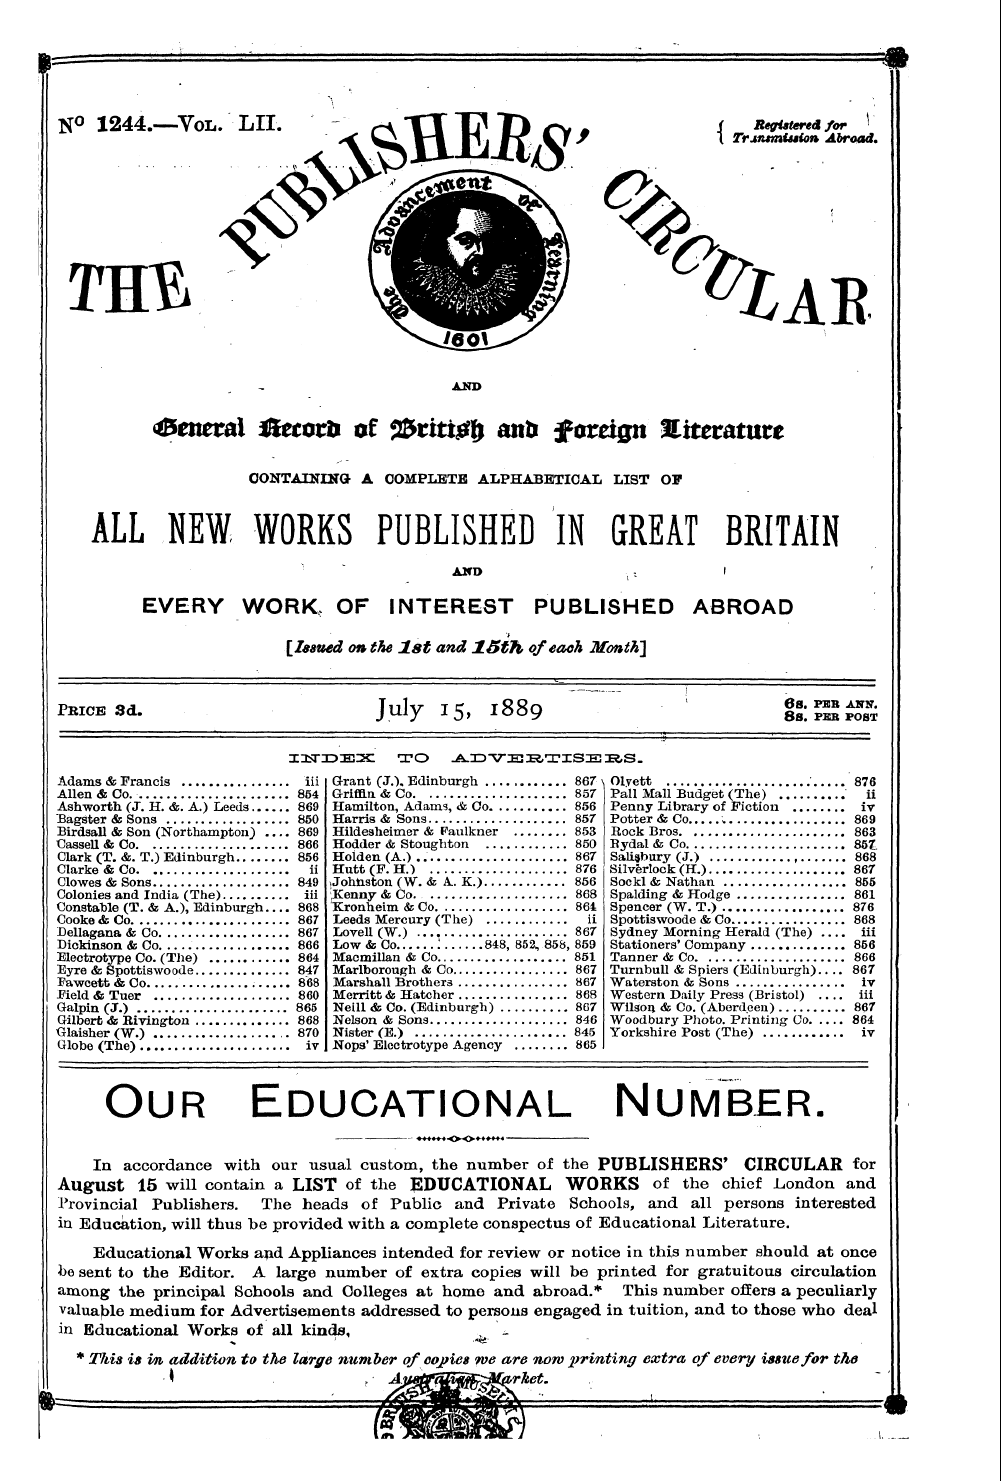 Nº 1244.—VOL. LII.
{ Registered for
Transmission Abroad.
THE PUBLISHERS' CIRCULAR,
The Advancement of Learning
1601
AND
General Record of British and Foreign Literature
CONTAINING A COMPLETE ALPHABETICAL LIST OF
ALL NEW WORKS PUBLISHED IN GREAT BRITAIN
AND
EVERY WORK OF INTEREST PUBLISHED ABROAD
[Issued on the 1st and 15th of each Month]
PRICE 3d.
July 15, 1889
6s. PER ANN.
8s. PER POST
INDEX TO ADVERTISERS.
Adams & Francis ............... iii
Allen & Co. ..................... 854
Ashworth (J. H. & A.) Leeds...... 869
Bagster & Sons ................. 850
Birdsall & Son (Northampton) .... 869
Cassell & Co. .................... 866
Clark (T. & T.) Edinburgh........ 856
Clarke & Co. .................... ii
Clowes & Sons................... 849
Colonies and India (The).......... iii
Constable (T. & A.), Edinburgh.... 868
Cooke & Co. ..................... 867
Dellagana & Co................... 867
Dickinson & Co................... 866
Electrotype Co. (The) ............ 864
Eyre & Spottiswoode.............. 847
Fawcett & Co..................... 868
Field & Tuer .................... 860
Galpin (J.) ...................... 865
Gilbert & Rivington .............. 868
Glaisher (W.) .................... 870
Globe (The)...................... iv
Grant (J.), Edinburgh ............ 867
Griffin & Co. .................... 857
Hamilton, Adams, & Co. ........... 856
Harris & Sons.................... 857
Hildesheimer & Faulkner ........ 853
Hodder & Stoughton ............ 850
Holden (A.)...................... 867
Hutt (F. H.) .................... 876
Johnston (W. & A. K.)............ 856
Kenny & Co. ..................... 868
Kronheim & Co. .................. 864
Leeds Mercury (The) ............ ii
Lovell (W.) ..................... 867
Low & Co............848, 852, 858, 859
Macmillan & Co................... 851
Marlborough & Co................. 867
Marshall Brothers ................ 867
Merritt & Hatcher ................ 868
Neill & Co. (Edinburgh) .......... 867
Nelson & Sons.................... 846
Nister (E.) ...................... 845
Nops' Electrotype Agency ........ 865
Olyett .......................... 876
Pall Mall Budget (The) .......... ii
Penny Library of Fiction ........ iv
Potter & Co...................... 869
Rock Bros. ...................... 863
Rydal & Co. ..................... 857
Salisbury (J.) ................... 868
Silverlock (H.)................... 867
Sockl & Nathan .................. 855
Spalding & Hodge ................ 861
Spencer (W. T.) .................. 876
Spottiswoode & Co................ 868
Sydney Morning Herald (The) .... iii
Stationers' Company ............. 856
Tanner & Co. .................... 866
Turnbull & Spiers (Edinburgh).... 867
Waterston & Sons ................ iv
Western Daily Press (Bristol) .... iii
Wilson & Co. (Aberdeen).......... 867
Woodbury Photo. Printing Co. .... 864
Yorkshire Post (The) ............ iv
OUR EDUCATIONAL NUMBER.
In accordance with our usual custom, the number of the PUBLISHERS' CIRCULAR for
August 15 will contain a LIST of the EDUCATIONAL WORKS of the chief London and
Provincial Publishers. The heads of Public and Private Schools, and all persons interested
in Education, will thus be provided with a complete conspectus of Educational Literature.
Educational Works and Appliances intended for review or notice in this number should at once
be sent to the Editor. A large number of extra copies will be printed for gratuitous circulation
among the principal Schools and Colleges at home and abroad.* This number offers a peculiarly
valuable medium for Advertisements addressed to persons engaged in tuition, and to those who deal
in Educational Works of all kinds,
* This is in addition to the large number of copies we are now printing extra of every issue for the
Australian Market.
BRITISH MUSEUM